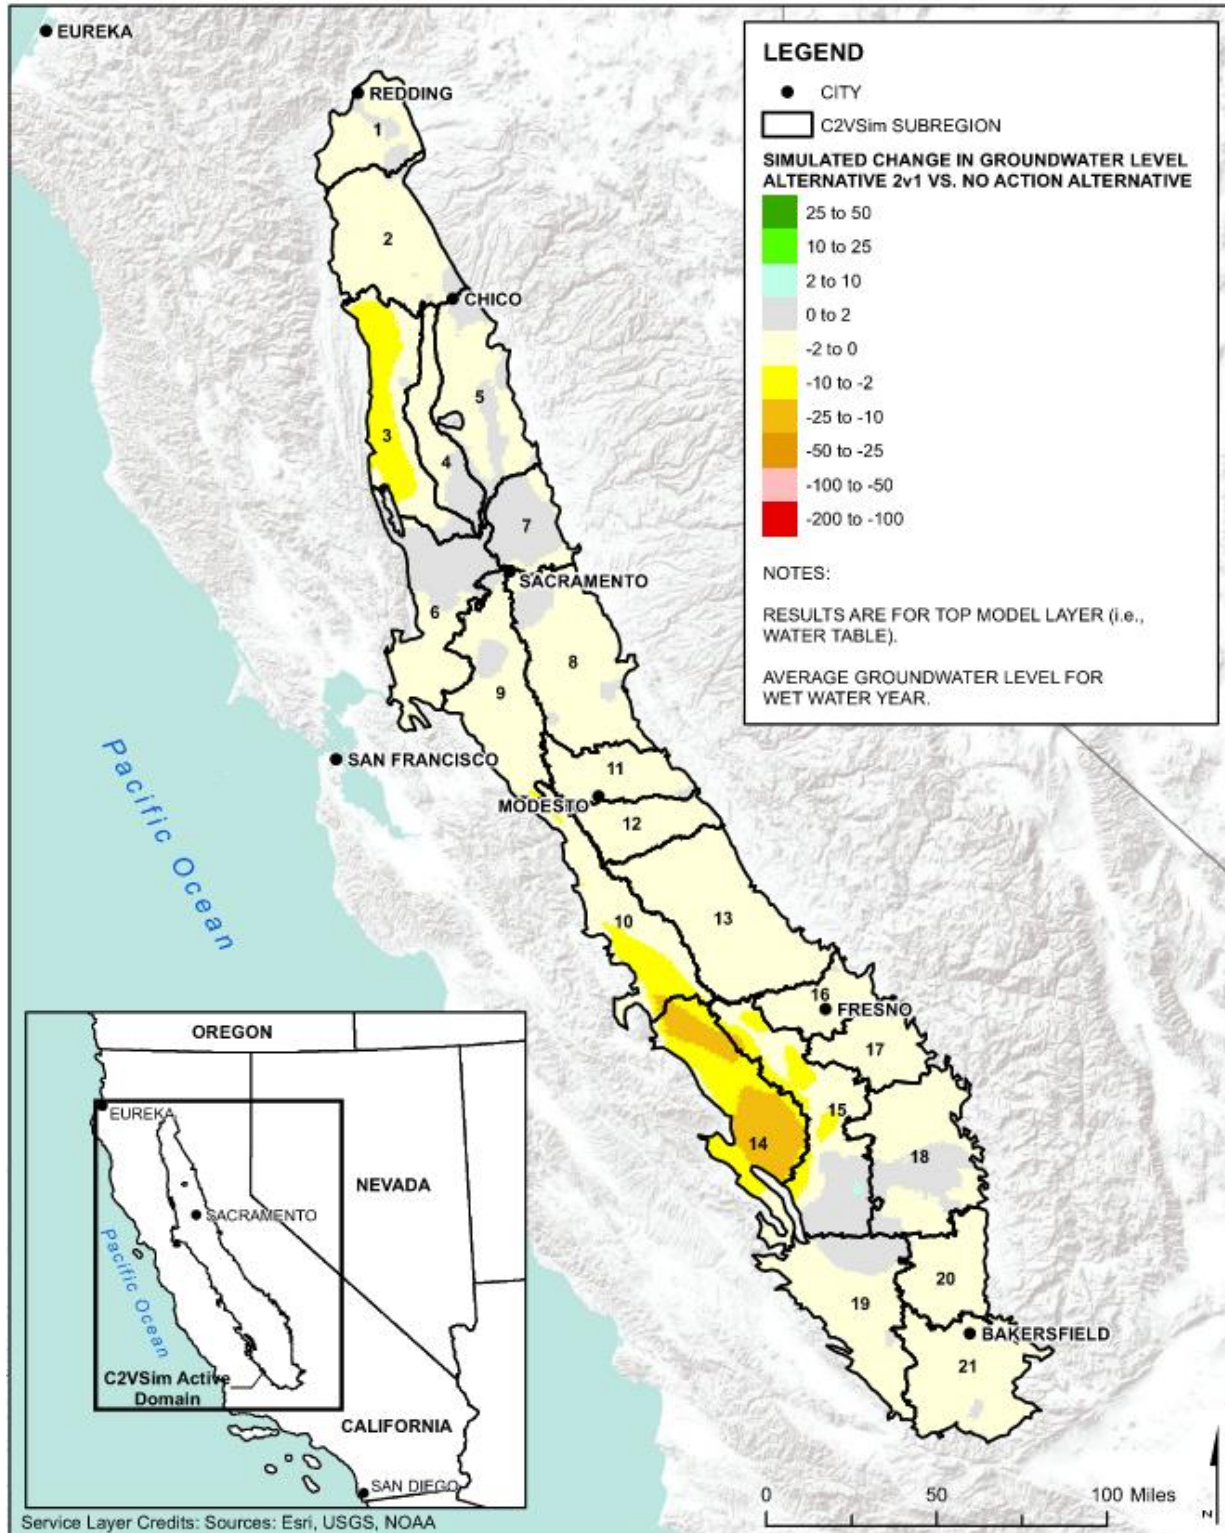 EUREKA
REDDING
1
2
CHICO
3
5
4
7
SACRAMENTO
6
8
9
SAN FRANCISCO
11
MODESTO
12
10
13
16
FRESNO
17
15
14
18
20
19
BAKERSFIELD
21
Pacific Ocean
LEGEND
CITY
C2VSim SUBREGION
SIMULATED CHANGE IN GROUNDWATER LEVEL
ALTERNATIVE 2v1 VS. NO ACTION ALTERNATIVE
25 to 50
10 to 25
2 to 10
0 to 2
-2 to 0
-10 to -2
-25 to -10
-50 to -25
-100 to -50
-200 to -100
NOTES:
RESULTS ARE FOR TOP MODEL LAYER (i.e.,
WATER TABLE).
AVERAGE GROUNDWATER LEVEL FOR
WET WATER YEAR.
OREGON
EUREKA
NEVADA
SACRAMENTO
Pacific Ocean
C2VSim Active
Domain
CALIFORNIA
SAN DIEGO
0 50 100 Miles
N
Service Layer Credits: Sources: Esri, USGS, NOAA